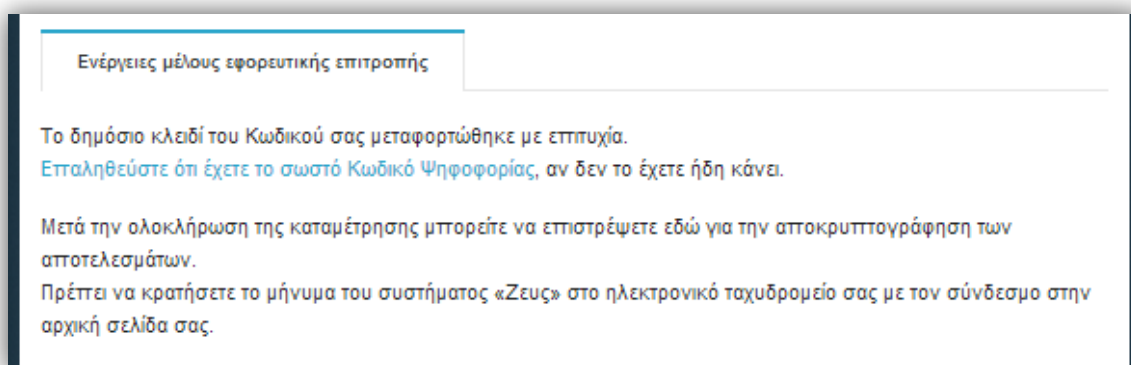 Ενέργειες μέλους εφορευτικής επιτροπής
Το δημόσιο κλειδί του Κωδικού σας μεταφορτώθηκε με επιτυχία.
Επαληθεύστε ότι έχετε το σωστό Κωδικό Ψηφοφορίας, αν δεν το έχετε ήδη κάνει.
Μετά την ολοκλήρωση της καταμέτρησης μπορείτε να επιστρέψετε εδώ για την αποκρυπτογράφηση των
αποτελεσμάτων.
Πρέπει να κρατήσετε το μήνυμα του συστήματος «Ζευς» στο ηλεκτρονικό ταχυδρομείο σας με τον σύνδεσμο στην
αρχική σελίδα σας.